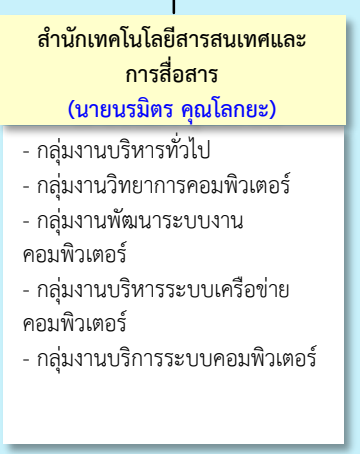 สำนักเทคโนโลยีสารสนเทศและ
การสื่อสาร
(นายนรมิตร คุณโลกยะ)
- กลุ่มงานบริหารทั่วไป
- กลุ่มงานวิทยาการคอมพิวเตอร์
- กลุ่มงานพัฒนาระบบงาน
คอมพิวเตอร์
- กลุ่มงานบริหารระบบเครือข่าย
คอมพิวเตอร์
- กลุ่มงานบริการระบบคอมพิวเตอร์